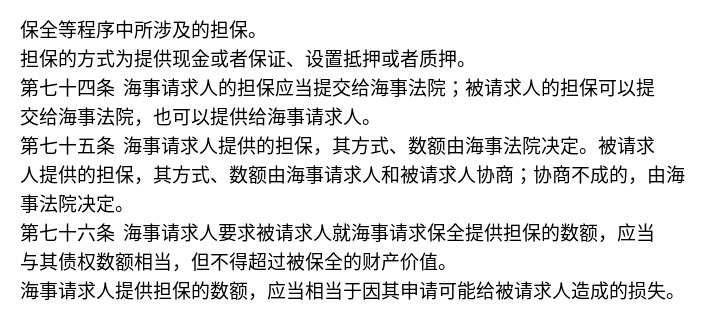 保全等程序中所涉及的担保。
担保的方式为提供现金或者保证、设置抵押或者质押。
第七十四条 海事请求人的担保应当提交给海事法院；被请求人的担保可以提
交给海事法院，也可以提供给海事请求人。
第七十五条 海事请求人提供的担保，其方式、数额由海事法院决定。被请求
人提供的担保，其方式、数额由海事请求人和被请求人协商；协商不成的，由海
事法院决定。
第七十六条 海事请求人要求被请求人就海事请求保全提供担保的数额，应当
与其债权数额相当，但不得超过被保全的财产价值。
海事请求人提供担保的数额，应当相当于因其申请可能给被请求人造成的损失。